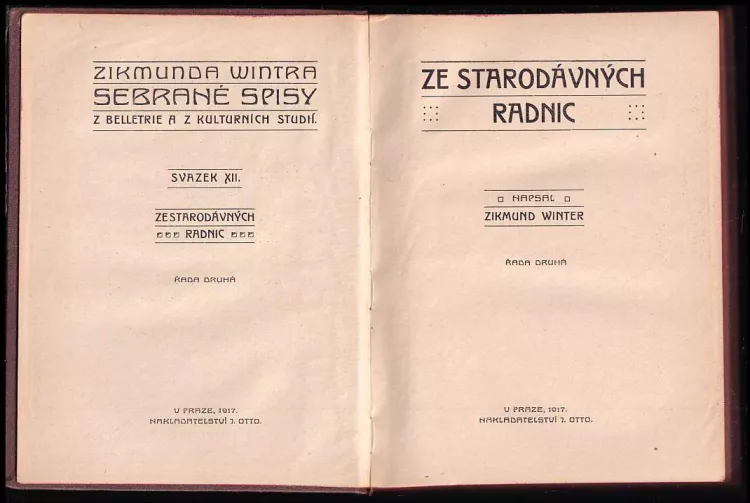 ZIKMUNDA WINTRA
SEBRANÉ SPISY
Z BELLETRIE A Z KULTURNÍCH STUDIÍ.
SVAZEK XII.
ZE STARODÁVNÝCH
RADNIC
ŘADA DRUHÁ
V PRAZE, 1917.
NAKLADATELSTVÍ J. OTTO.
ZE STARODÁVNÝCH
RADNIC
NAPSAL
ZIKMUND WINTER
ŘADA DRUHÁ
V PRAZE, 1917.
NAKLADATELSTVÍ J. OTTO.